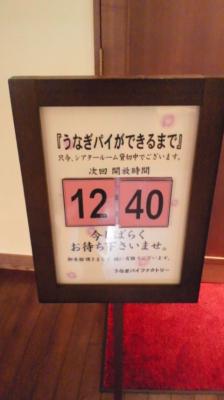 『うなぎパイができるまで』
只今、シアタールーム貸切中でございます。
次回 開放時間
12 40
今しばらく
お待ち下さいませ。
うなぎパイファクトリー